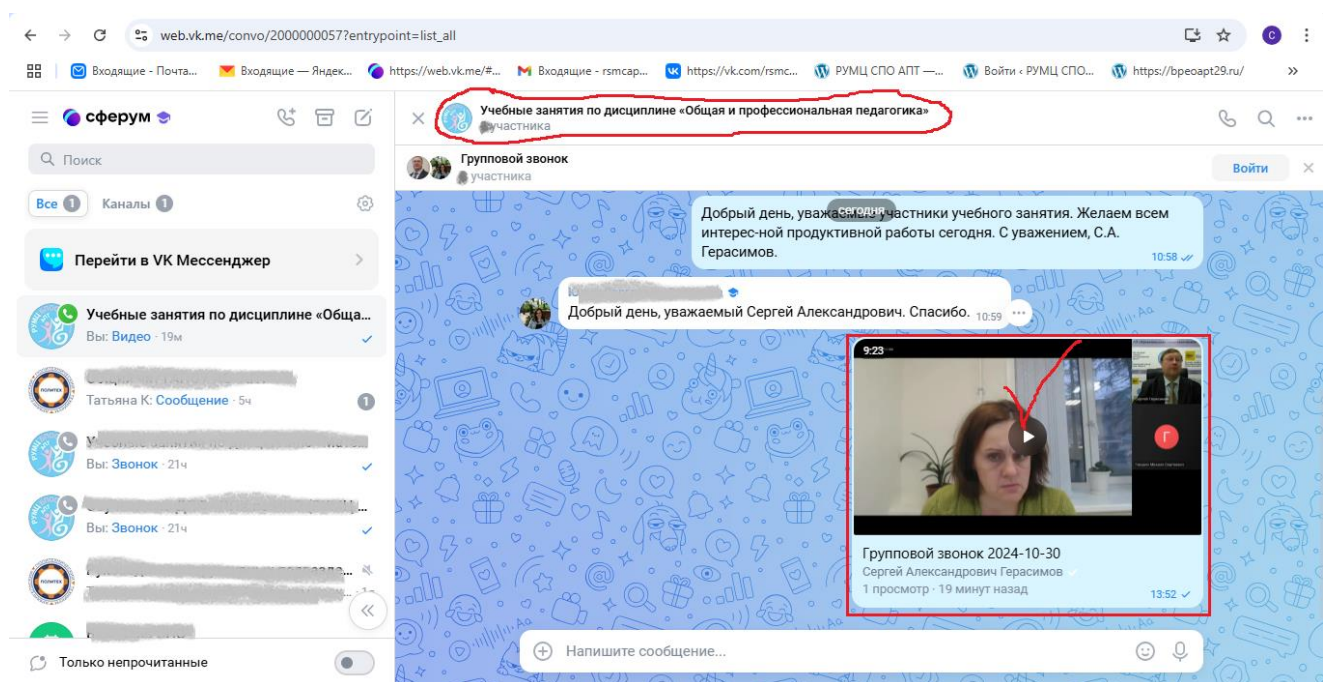 web.vk.me/convo/2000000057?entrypoint=list_all
Входящие - Почта...
Входящие — Яндек...
https://web.vk.me/#...
Входящие - rsmcap...
https://vk.com/rsmc...
РУМЦ СПО АПТ —...
Войти ‹ РУМЦ СПО...
https://bpeoapt29.ru/
»
сферум
Поиск
Все 1
Каналы 1
Перейти в VK Мессенджер
Учебные занятия по дисциплине «Обща...
Вы: Видео · 19м
Татьяна К: Сообщение · 5ч
1
Вы: Звонок · 21ч
Вы: Звонок · 21ч
Только непрочитанные
Учебные занятия по дисциплине «Общая и профессиональная педагогика»
участника
Групповой звонок
участника
Войти
сегодня
Добрый день, уважаемые участники учебного занятия. Желаем всем
интерес-ной продуктивной работы сегодня. С уважением, С.А.
Герасимов.
10:58
Добрый день, уважаемый Сергей Александрович. Спасибо. 10:59
9:23
Г
Групповой звонок 2024-10-30
Сергей Александрович Герасимов
1 просмотр · 19 минут назад
13:52
Напишите сообщение...